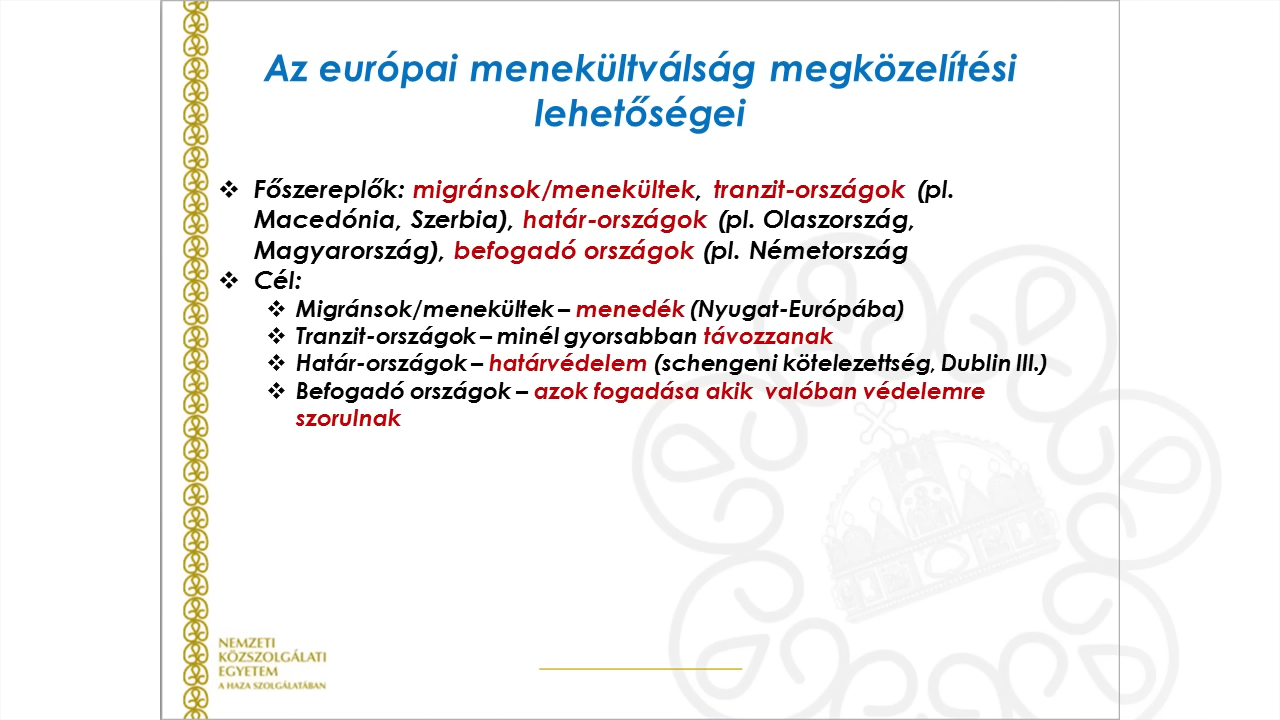 Az európai menekültválság megközelítési
lehetőségei
❖ Főszereplők: migránsok/menekültek, tranzit-országok (pl.
Macedónia, Szerbia), határ-országok (pl. Olaszország,
Magyarország), befogadó országok (pl. Németország
❖ Cél:
❖ Migránsok/menekültek – menedék (Nyugat-Európába)
❖ Tranzit-országok – minél gyorsabban távozzanak
❖ Határ-országok – határvédelem (schengeni kötelezettség, Dublin III.)
❖ Befogadó országok – azok fogadása akik  valóban védelemre
szorulnak
NEMZETI
KÖZSZOLGÁLATI
EGYETEM
A HAZA SZOLGÁLATÁBAN